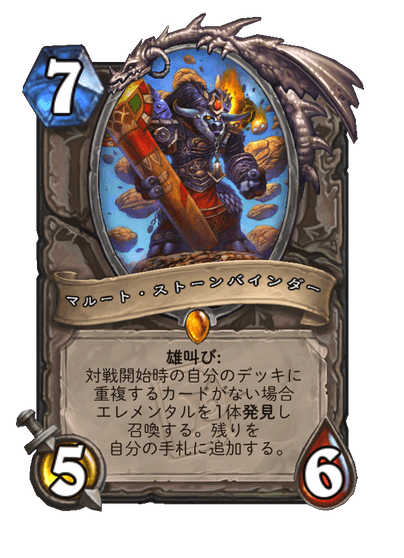 7
マルート・ストーンバインダー
雄叫び:
対戦開始時の自分のデッキに
重複するカードがない場合
エレメンタルを1体発見し
召喚する。残りを
自分の手札に追加する。
5
6